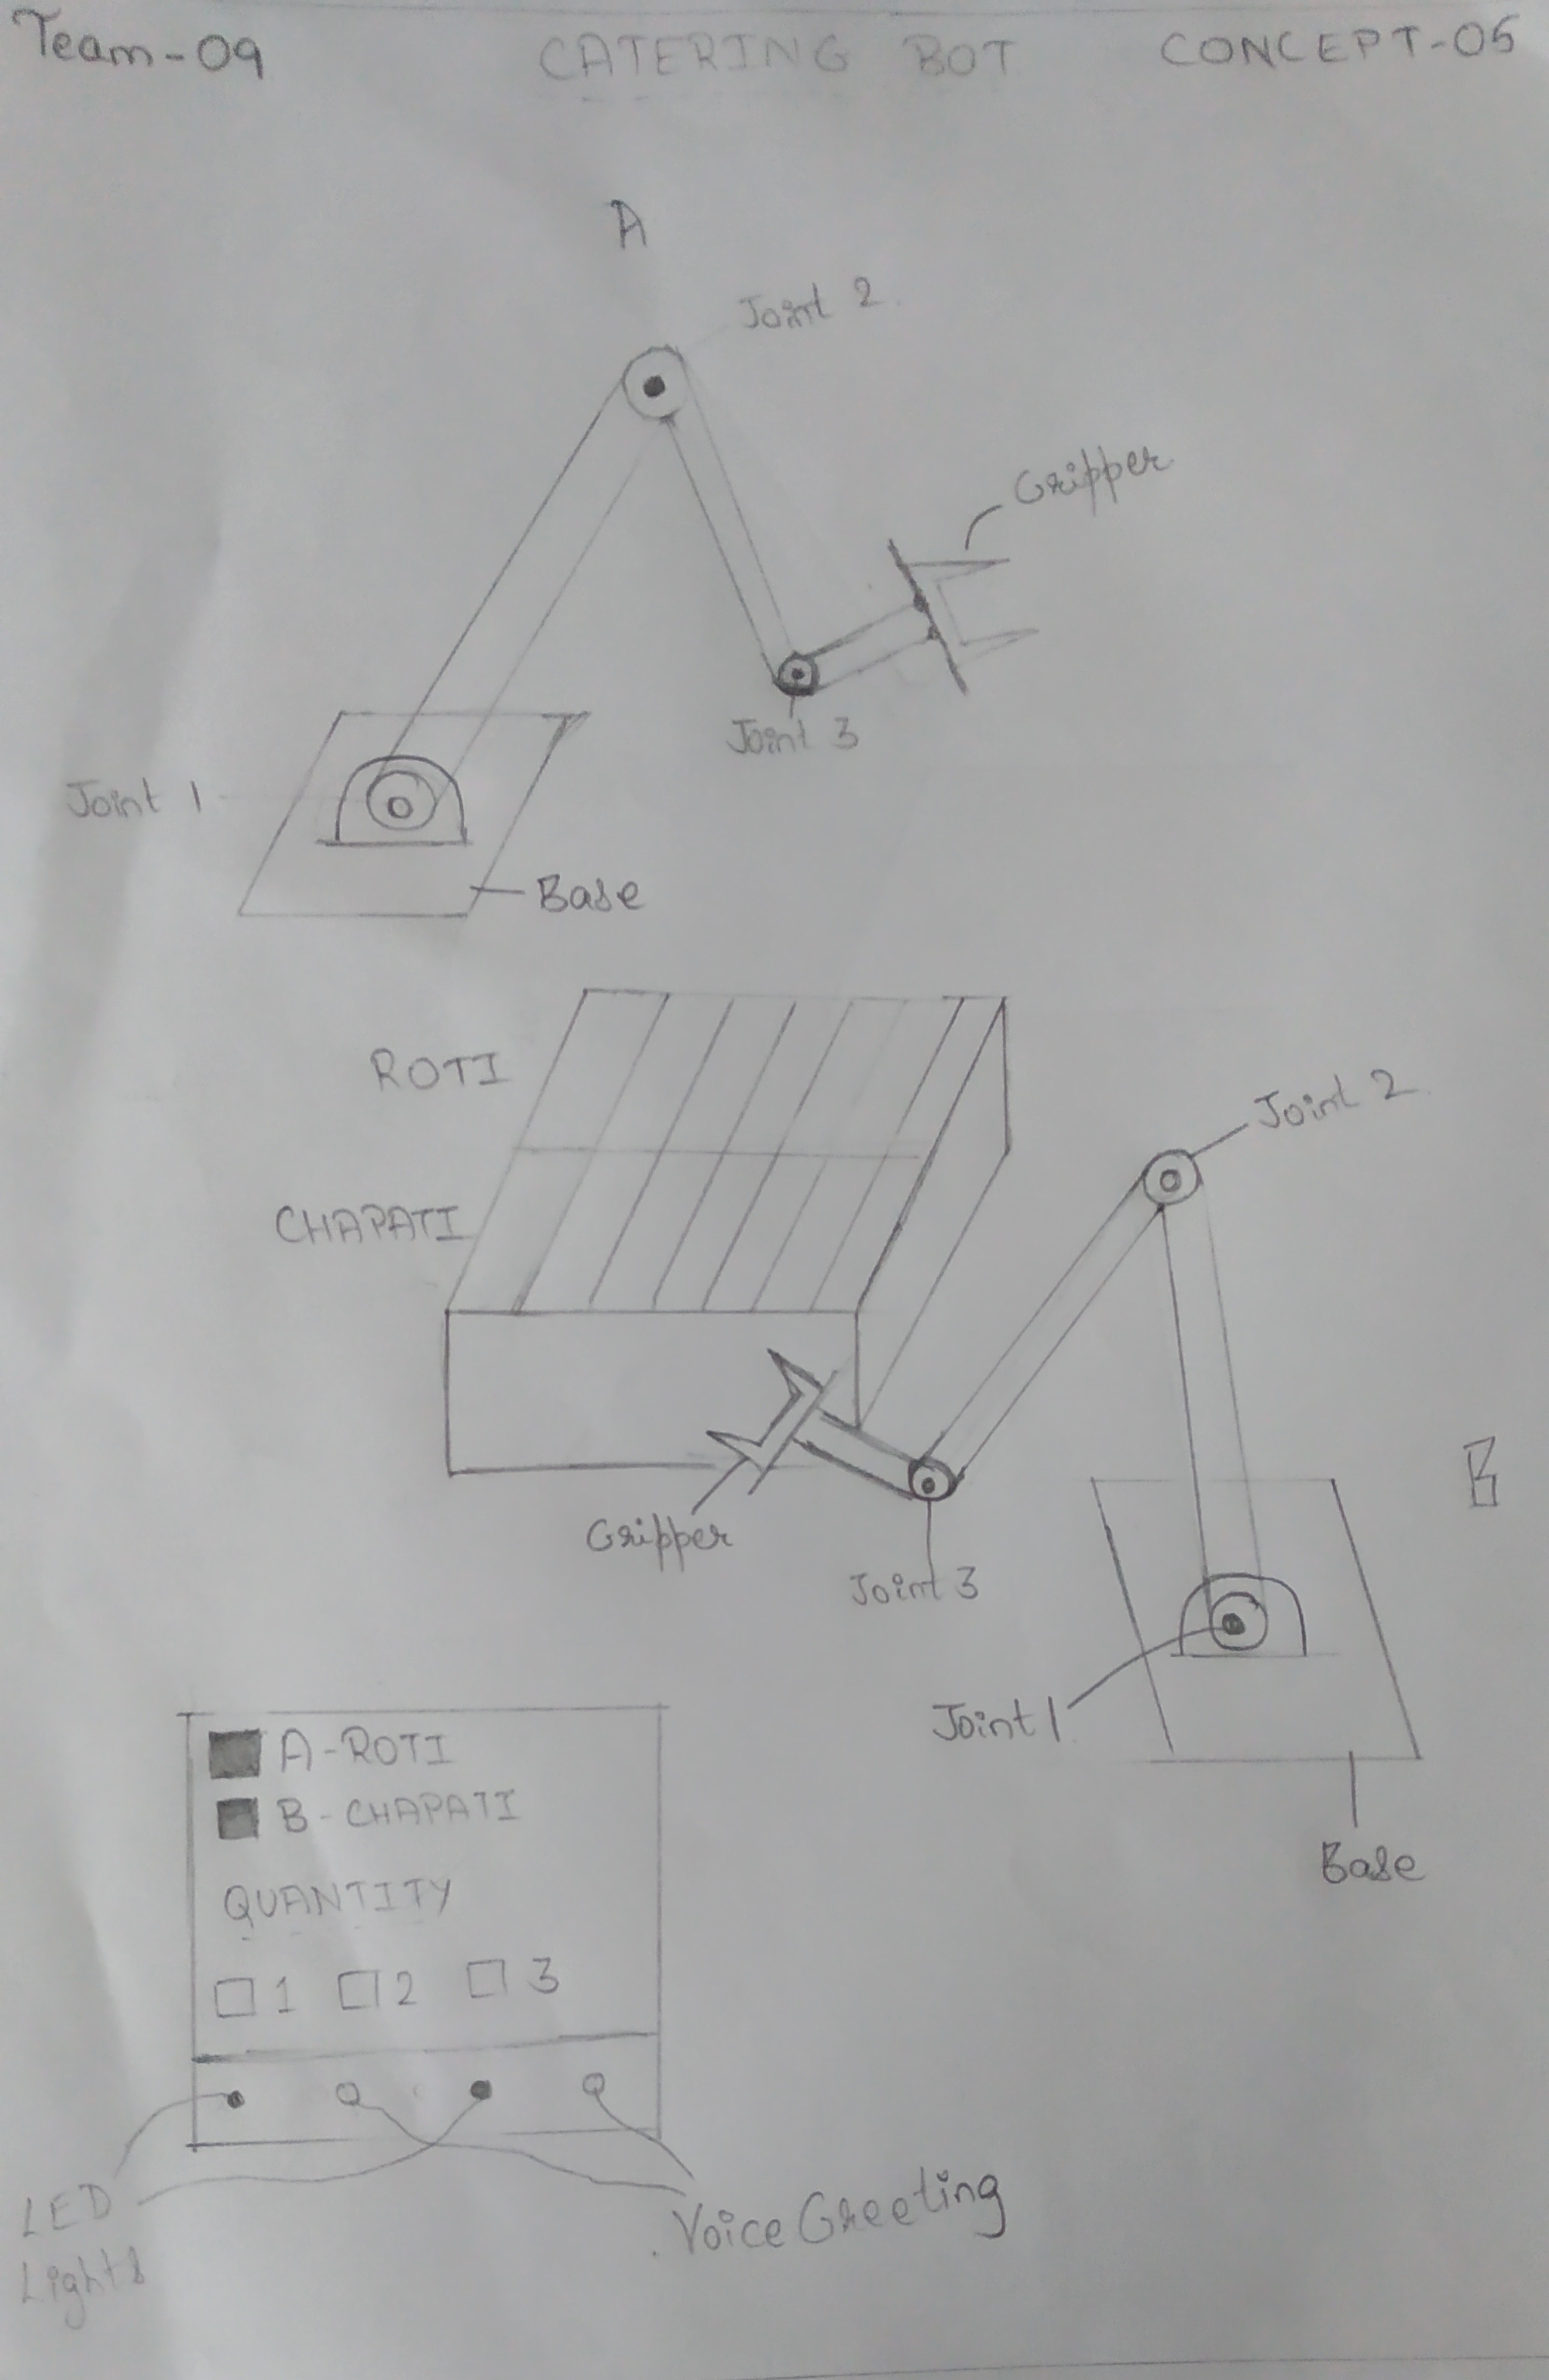 Team-09 CATERING BOT CONCEPT-05
A
Joint 2
Gripper
Joint 3
Joint 1
Base
ROTI
CHAPATI
Joint 2
B
Gripper
Joint 3
Joint 1
Base
A-ROTI
B-CHAPATI
QUANTITY
1 2 3
LED
Lights
Voice Greeting